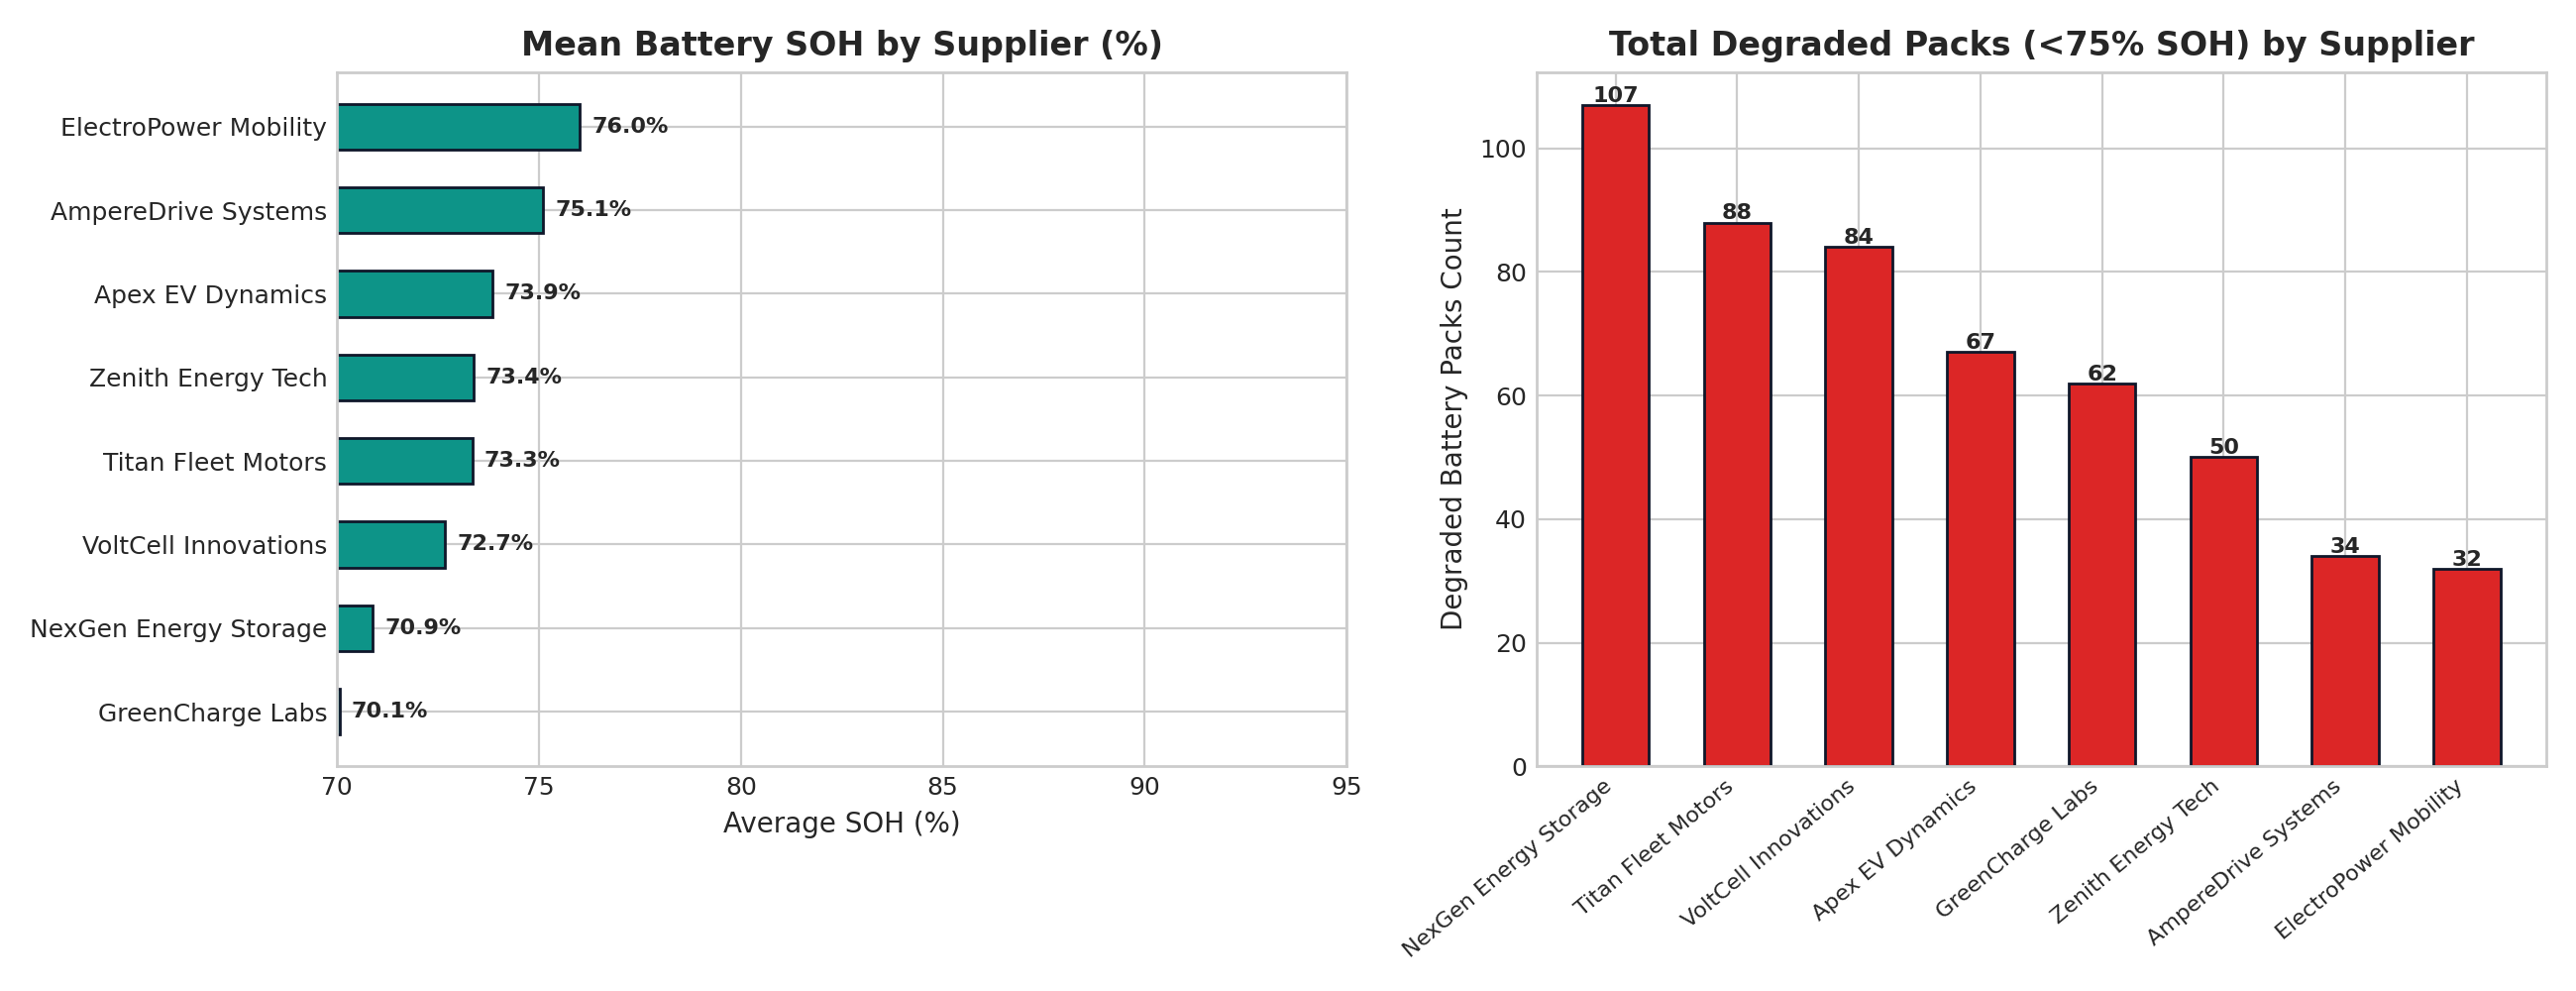 Mean Battery SOH by Supplier (%)
ElectroPower Mobility
76.0%
AmpereDrive Systems
75.1%
Apex EV Dynamics
73.9%
Zenith Energy Tech
73.4%
Titan Fleet Motors
73.3%
VoltCell Innovations
72.7%
NexGen Energy Storage
70.9%
GreenCharge Labs
70.1%
70 75 80 85 90 95
Average SOH (%)
Total Degraded Packs (<75% SOH) by Supplier
Degraded Battery Packs Count
100
80
60
40
20
0
107
88
84
67
62
50
34
32
NexGen Energy Storage
Titan Fleet Motors
VoltCell Innovations
Apex EV Dynamics
GreenCharge Labs
Zenith Energy Tech
AmpereDrive Systems
ElectroPower Mobility